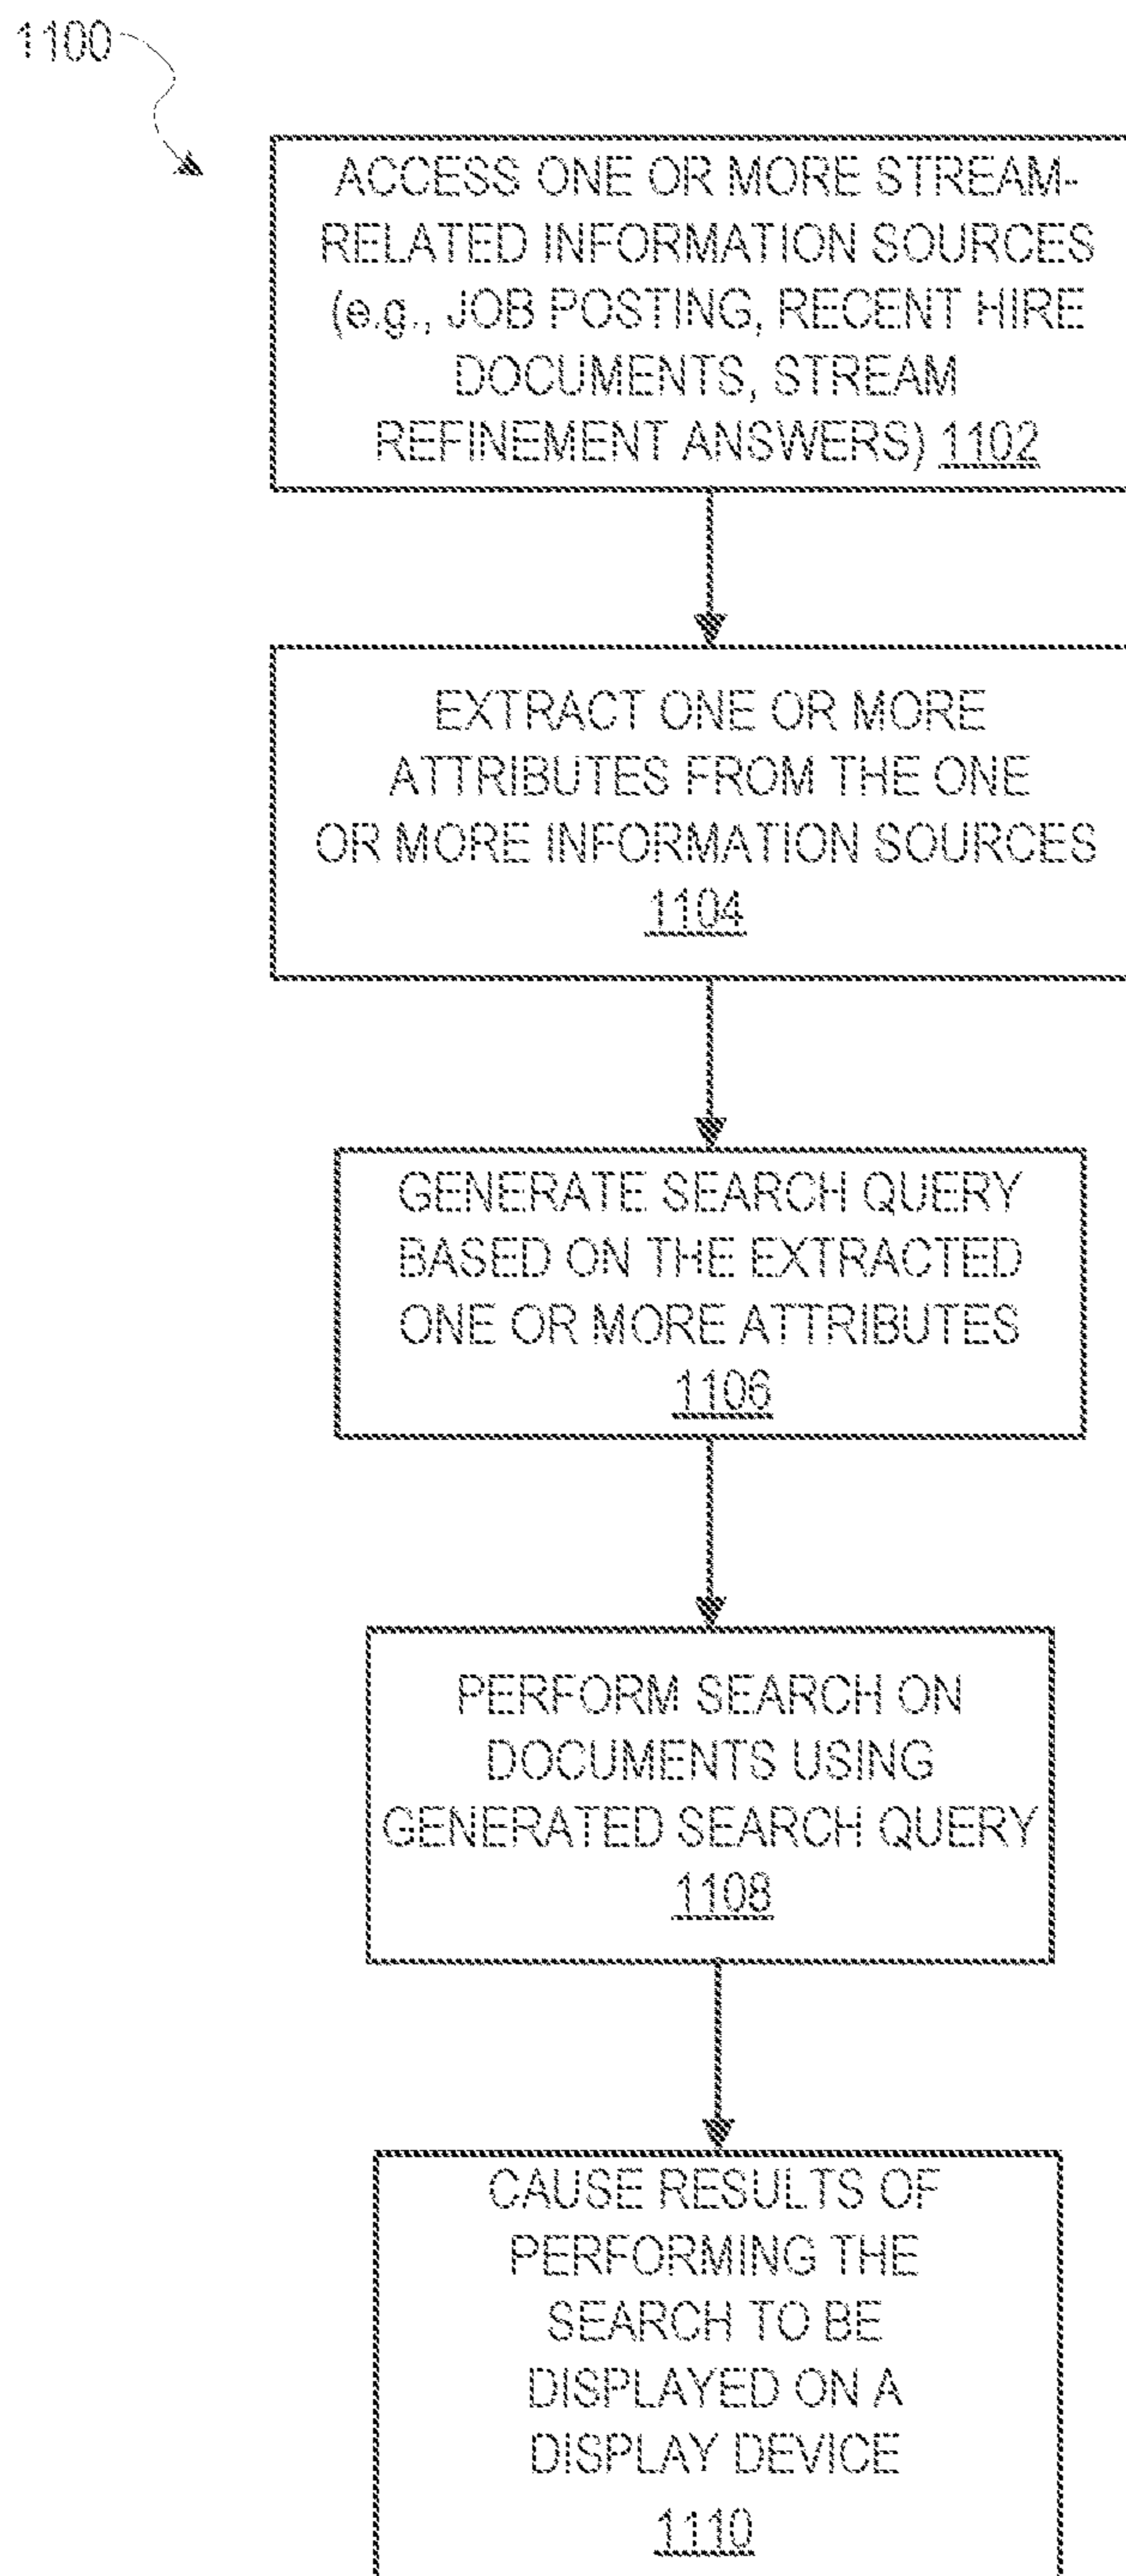 1100
ACCESS ONE OR MORE STREAM-
RELATED INFORMATION SOURCES
(e.g., JOB POSTING, RECENT HIRE
DOCUMENTS, STREAM
REFINEMENT ANSWERS) 1102
EXTRACT ONE OR MORE
ATTRIBUTES FROM THE ONE
OR MORE INFORMATION SOURCES
1104
GENERATE SEARCH QUERY
BASED ON THE EXTRACTED
ONE OR MORE ATTRIBUTES
1106
PERFORM SEARCH ON
DOCUMENTS USING
GENERATED SEARCH QUERY
1108
CAUSE RESULTS OF
PERFORMING THE
SEARCH TO BE
DISPLAYED ON A
DISPLAY DEVICE
1110